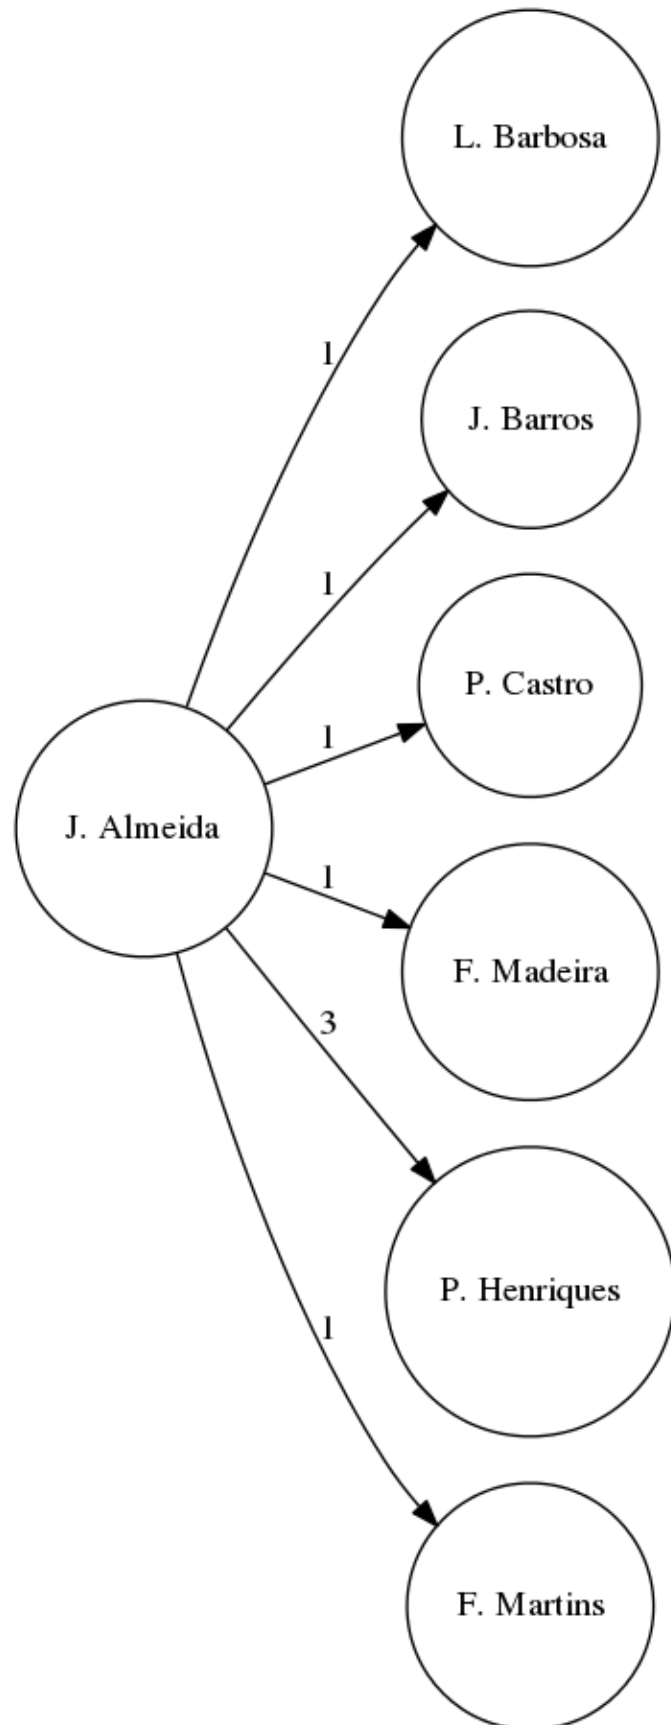 L. Barbosa
1
J. Barros
1
P. Castro
1
J. Almeida
1
F. Madeira
3
P. Henriques
1
F. Martins